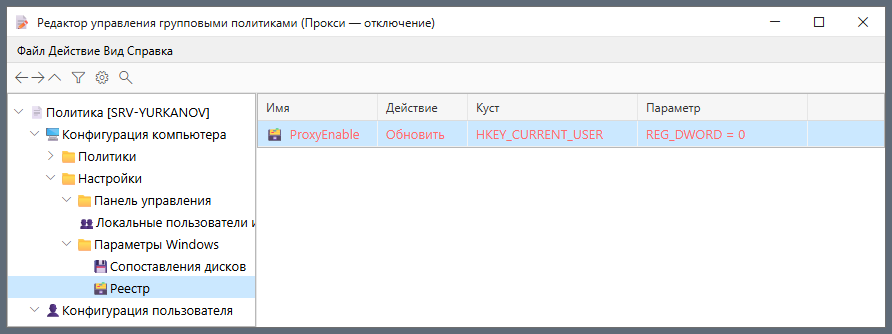 Редактор управления групповыми политиками (Прокси — отключение)
Файл Действие Вид Справка
Политика [SRV-YURKANOV]
Конфигурация компьютера
Политики
Настройки
Панель управления
Локальные пользователи и
Параметры Windows
Сопоставления дисков
Реестр
Конфигурация пользователя
Имя Действие Куст Параметр
ProxyEnable Обновить HKEY_CURRENT_USER REG_DWORD = 0